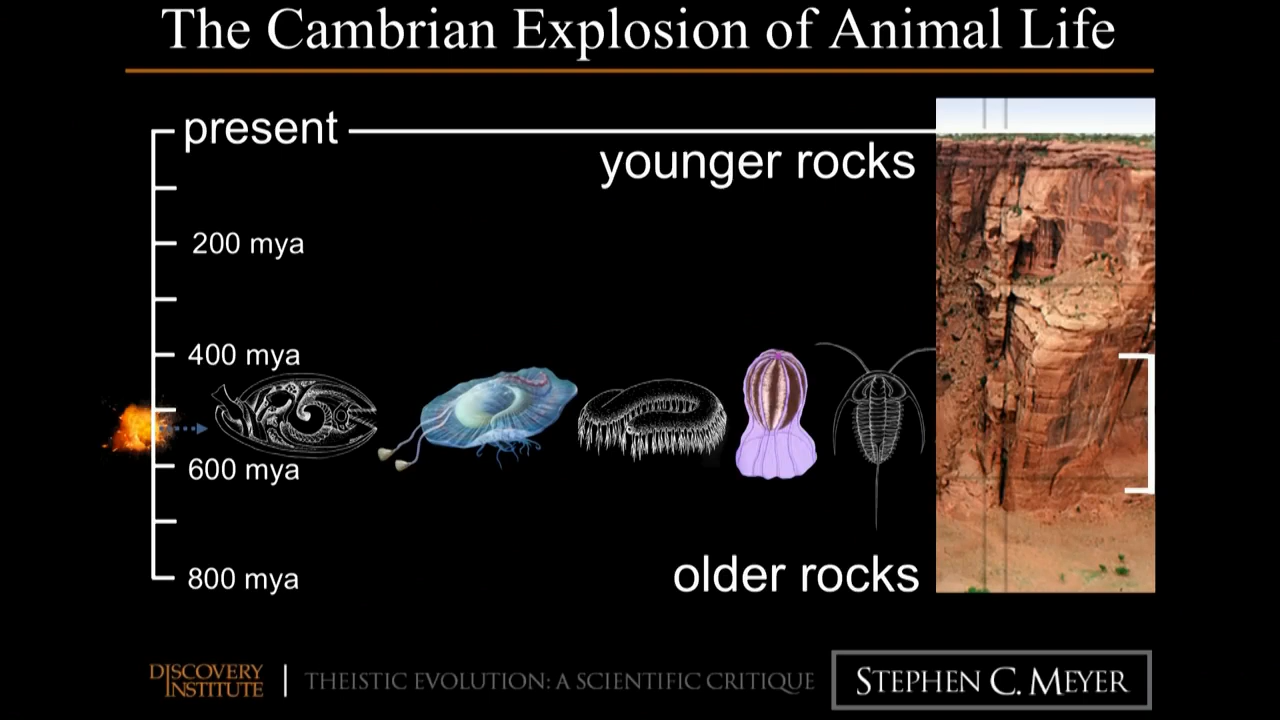 The Cambrian Explosion of Animal Life
present
younger rocks
200 mya
400 mya
600 mya
older rocks
800 mya
DISCOVERY
INSTITUTE
THEISTIC EVOLUTION: A SCIENTIFIC CRITIQUE
STEPHEN C. MEYER